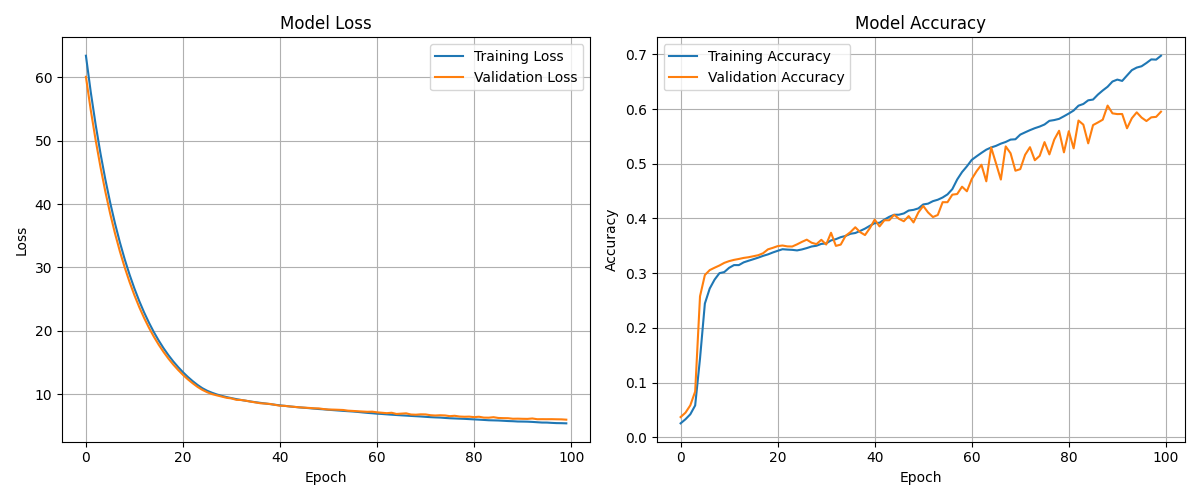 Model Loss
Training Loss
Validation Loss
60
50
40
30
20
10
0 20 40 60 80 100
Loss
Epoch
Model Accuracy
Training Accuracy
Validation Accuracy
0.7
0.6
0.5
0.4
0.3
0.2
0.1
0.0
0 20 40 60 80 100
Accuracy
Epoch